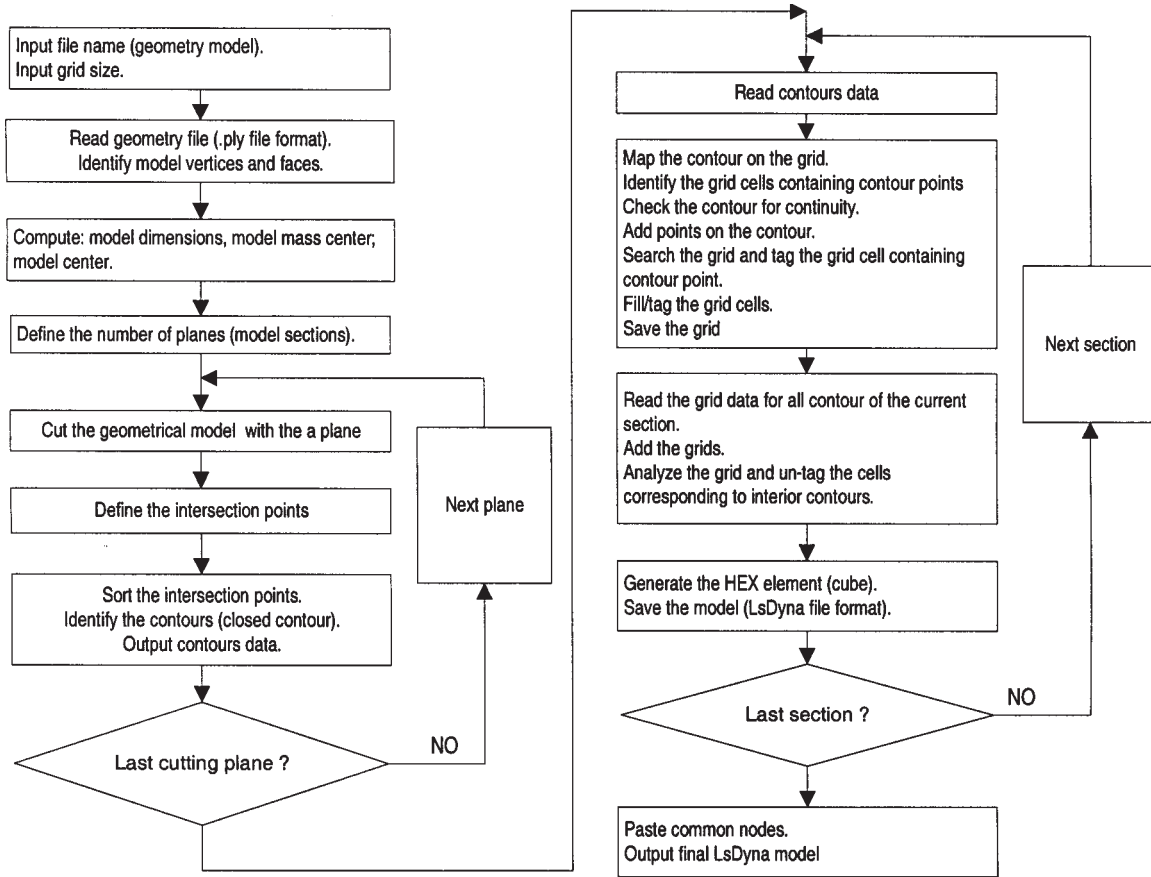 Input file name (geometry model).
Input grid size.
Read geometry file (.ply file format).
Identify model vertices and faces.
Compute: model dimensions, model mass center;
model center.
Define the number of planes (model sections).
Cut the geometrical model with the a plane
Define the intersection points
Sort the intersection points.
Identify the contours (closed contour).
Output contours data.
Last cutting plane ?
NO
Next plane
Read contours data
Map the contour on the grid.
Identify the grid cells containing contour points
Check the contour for continuity.
Add points on the contour.
Search the grid and tag the grid cell containing
contour point.
Fill/tag the grid cells.
Save the grid
Read the grid data for all contour of the current
section.
Add the grids.
Analyze the grid and un-tag the cells
corresponding to interior contours.
Generate the HEX element (cube).
Save the model (LsDyna file format).
Last section ?
NO
Next section
Paste common nodes.
Output final LsDyna model